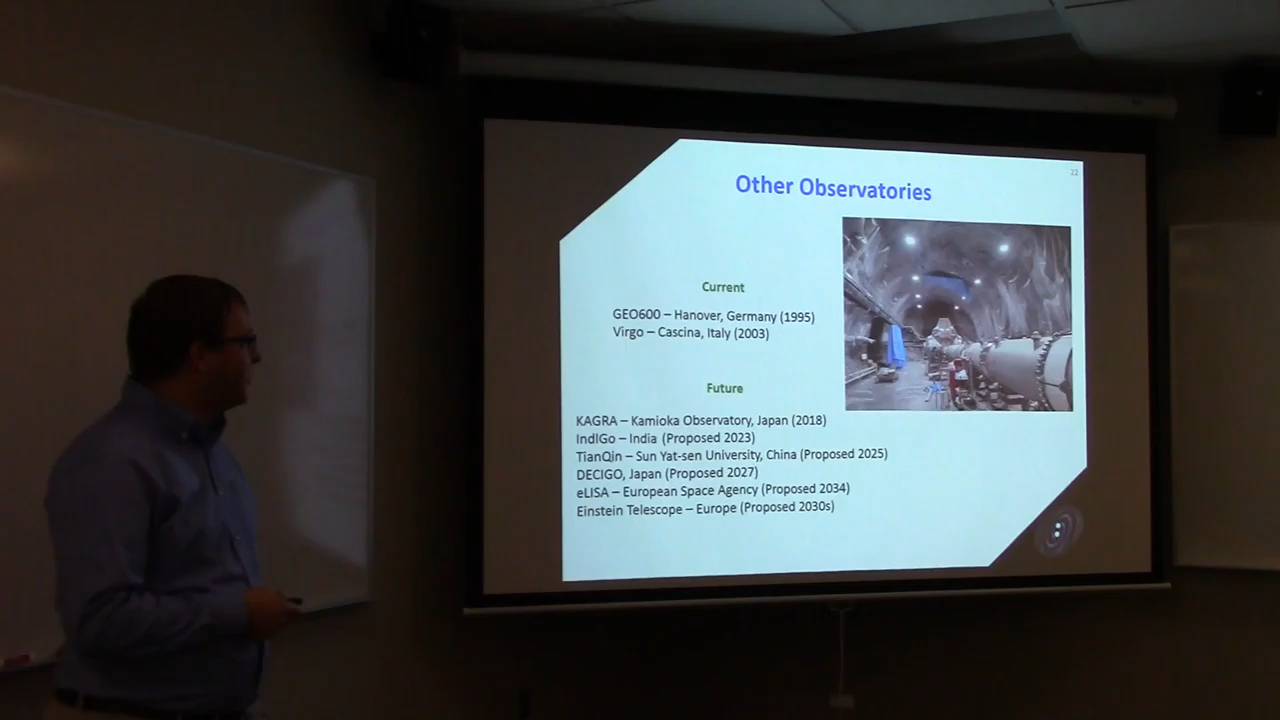 22
Other Observatories
Current
GEO600 – Hanover, Germany (1995)
Virgo – Cascina, Italy (2003)
Future
KAGRA – Kamioka Observatory, Japan (2018)
IndIGo – India (Proposed 2023)
TianQin – Sun Yat-sen University, China (Proposed 2025)
DECIGO, Japan (Proposed 2027)
eLISA – European Space Agency (Proposed 2034)
Einstein Telescope – Europe (Proposed 2030s)